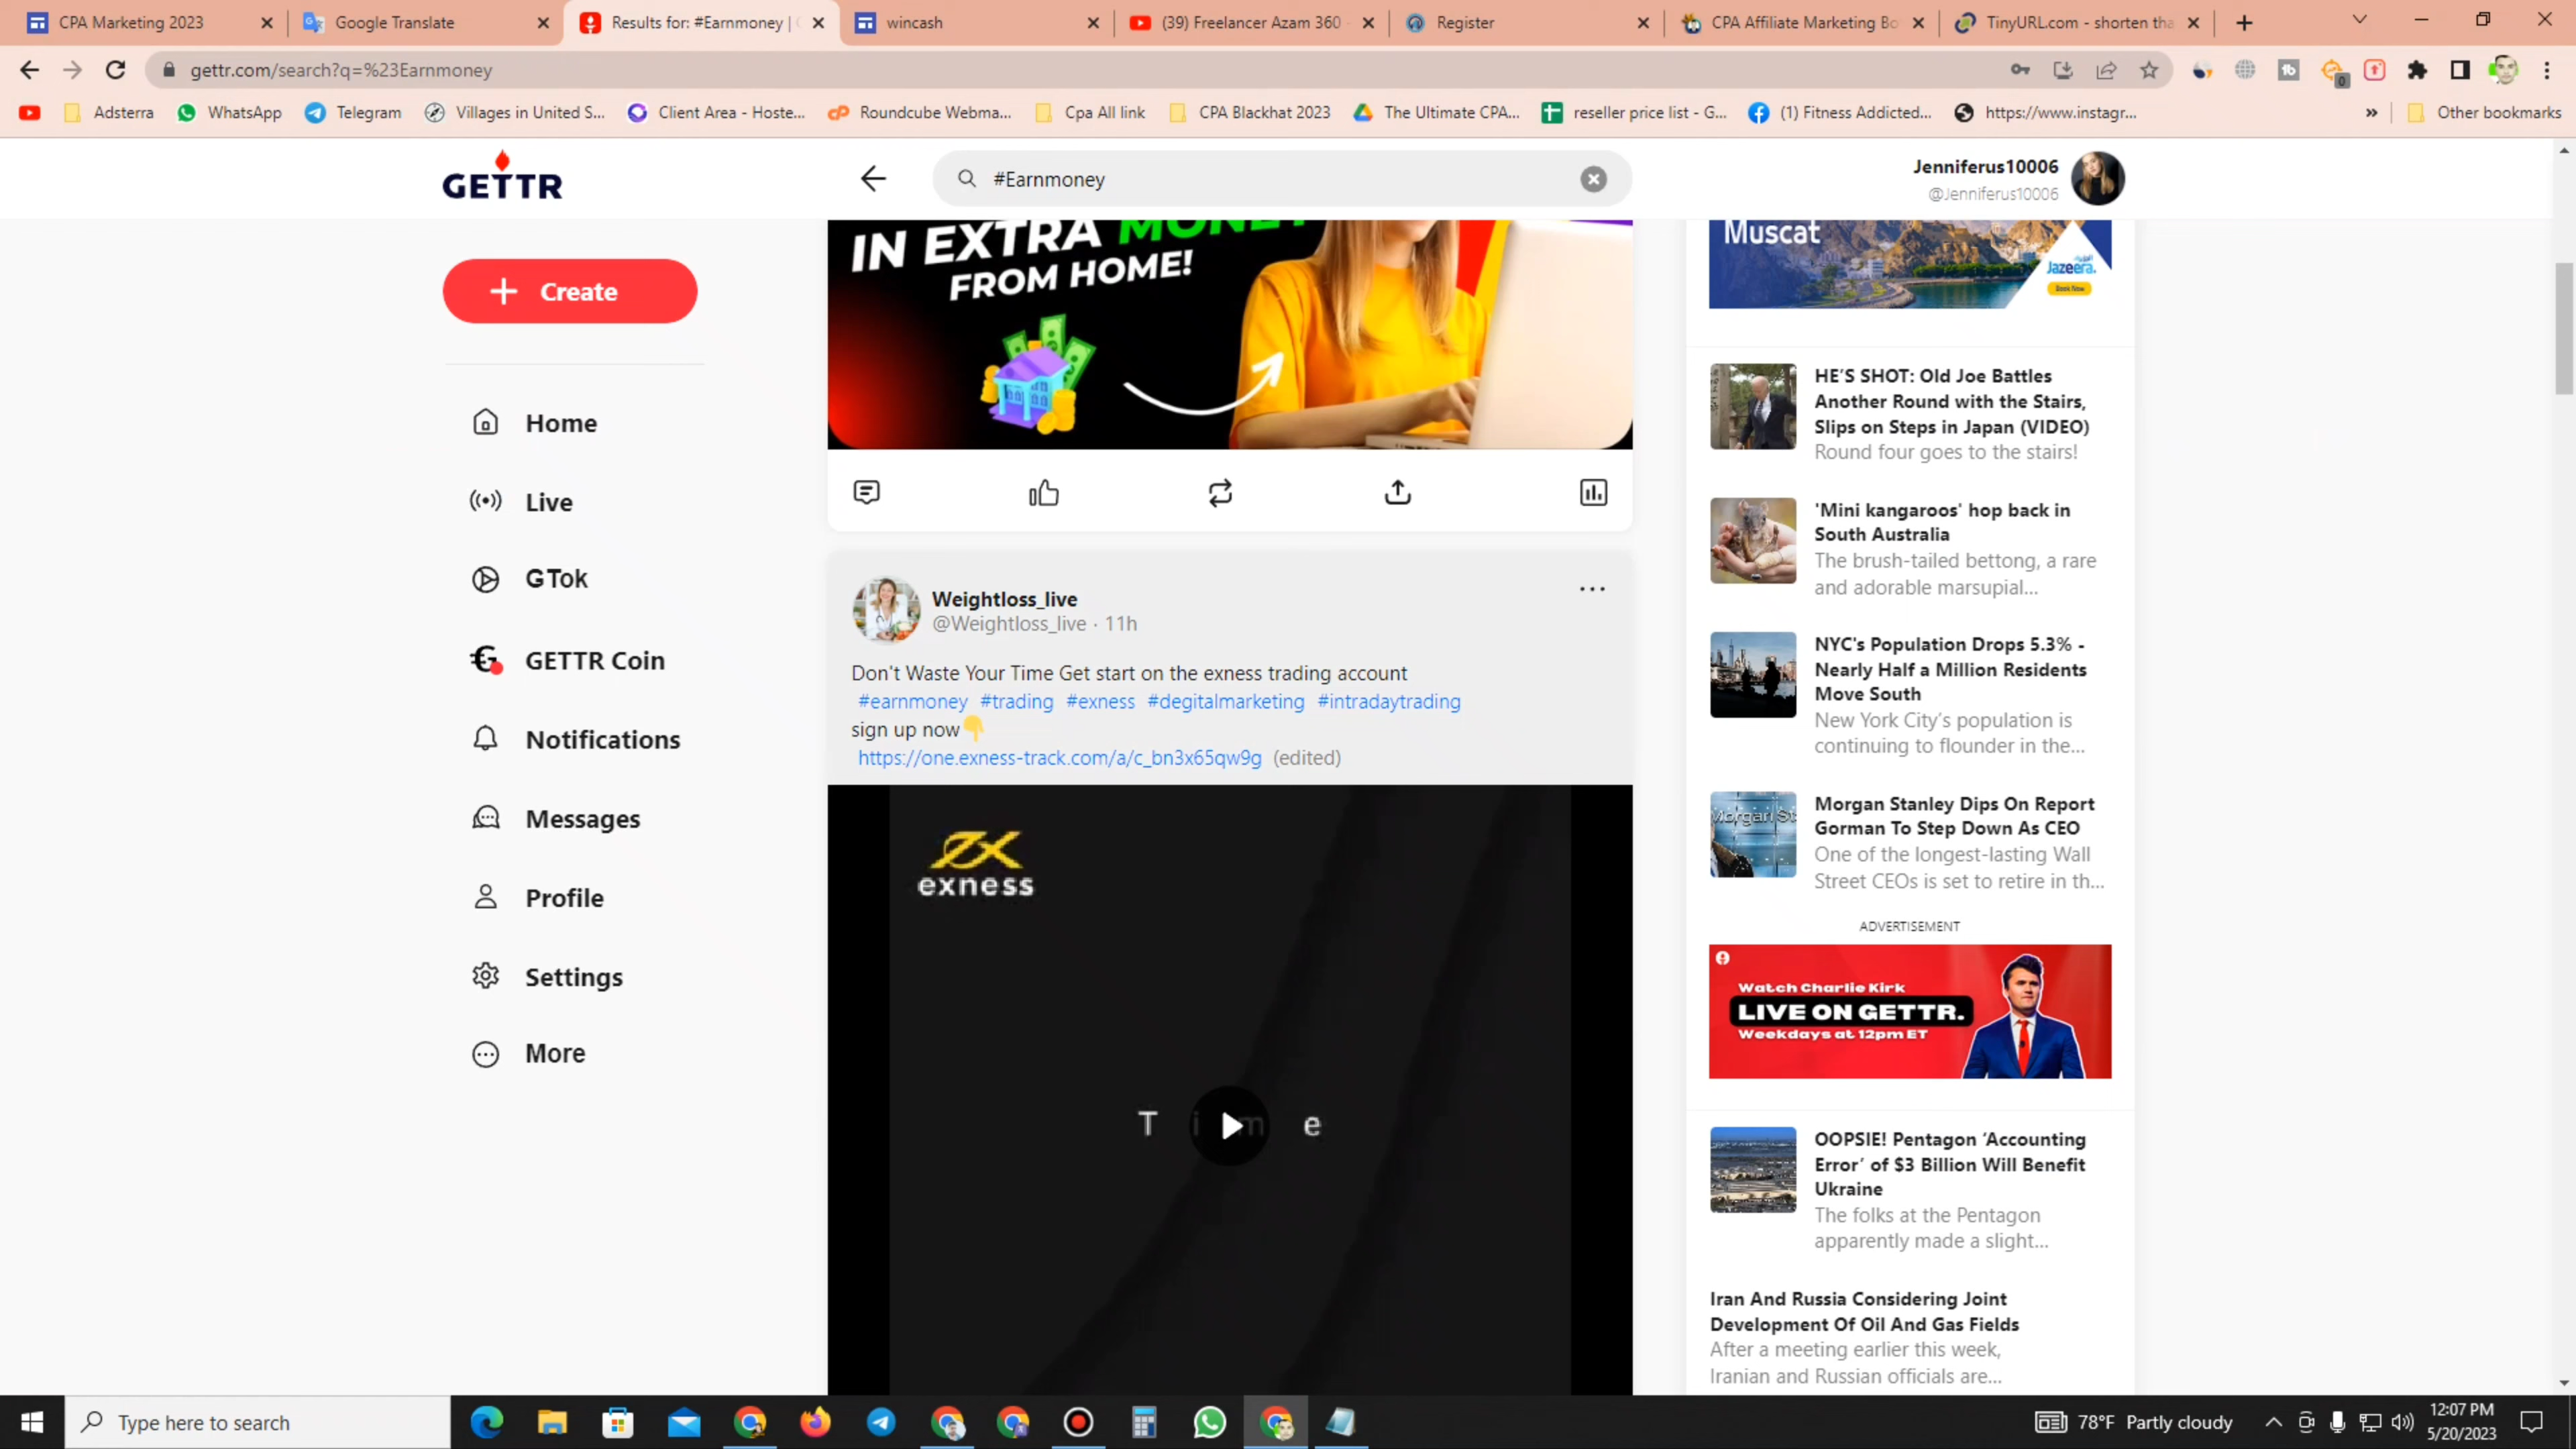 CPA Marketing 2023
Google Translate
Results for: #Earnmoney |
wincash
(39) Freelancer Azam 360
Register
CPA Affiliate Marketing Bo
TinyURL.com - shorten tha
gettr.com/search?q=%23Earnmoney
Adsterra
WhatsApp
Telegram
Villages in United S...
Client Area - Hoste...
Roundcube Webma...
Cpa All link
CPA Blackhat 2023
The Ultimate CPA...
reseller price list - G...
(1) Fitness Addicted...
https://www.instagr...
Other bookmarks
GETTR
#Earnmoney
Jenniferus10006
@Jenniferus10006
Create
Home
Live
GTok
GETTR Coin
Notifications
Messages
Profile
Settings
More
IN EXTRA MONEY
FROM HOME!
Weightloss_live
@Weightloss_live · 11h
Don't Waste Your Time Get start on the exness trading account
#earnmoney #trading #exness #degitalmarketing #intradaytrading
sign up now👇
https://one.exness-track.com/a/c_bn3x65qw9g (edited)
exness
T i m e
Muscat
Jazeera.
Book Now
HE'S SHOT: Old Joe Battles
Another Round with the Stairs,
Slips on Steps in Japan (VIDEO)
Round four goes to the stairs!
'Mini kangaroos' hop back in
South Australia
The brush-tailed bettong, a rare
and adorable marsupial...
NYC's Population Drops 5.3% -
Nearly Half a Million Residents
Move South
New York City's population is
continuing to flounder in the...
Morgan Stanley Dips On Report
Gorman To Step Down As CEO
One of the longest-lasting Wall
Street CEOs is set to retire in th...
ADVERTISEMENT
Watch Charlie Kirk
LIVE ON GETTR.
Weekdays at 12pm ET
OOPSIE! Pentagon 'Accounting
Error' of $3 Billion Will Benefit
Ukraine
The folks at the Pentagon
apparently made a slight...
Iran And Russia Considering Joint
Development Of Oil And Gas Fields
After a meeting earlier this week,
Iranian and Russian officials are...
Type here to search
78°F Partly cloudy
12:07 PM
5/20/2023